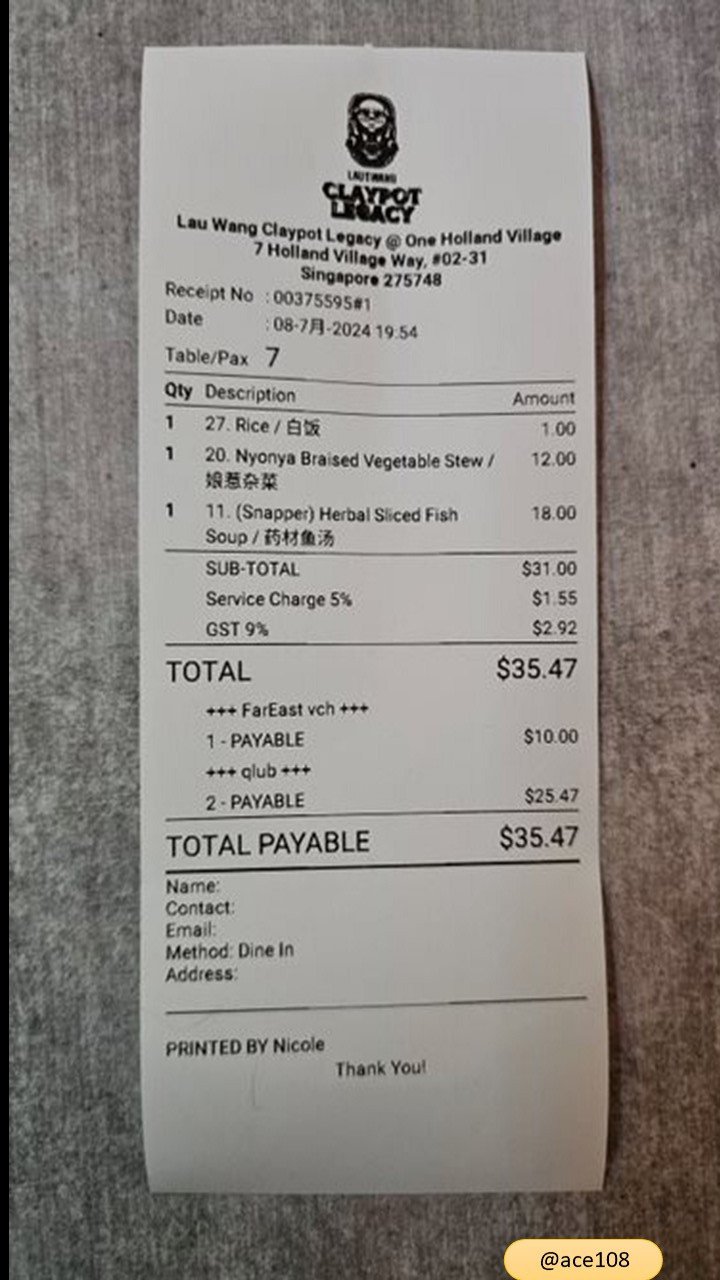 LAU WANG
CLAYPOT
LEGACY
Lau Wang Claypot Legacy @ One Holland Village
7 Holland Village Way, #02-31
Singapore 275748
Receipt No : 00375595#1
Date : 08-7月-2024 19:54
Table/Pax 7
Qty Description Amount
1 27. Rice / 白饭 1.00
1 20. Nyonya Braised Vegetable Stew / 12.00
娘惹杂菜
1 11. (Snapper) Herbal Sliced Fish 18.00
Soup / 药材鱼汤
SUB-TOTAL $31.00
Service Charge 5% $1.55
GST 9% $2.92
TOTAL $35.47
+++ FarEast vch +++
1 - PAYABLE $10.00
+++ qlub +++
2 - PAYABLE $25.47
TOTAL PAYABLE $35.47
Name:
Contact:
Email:
Method: Dine In
Address:
PRINTED BY Nicole
Thank You!
@ace108